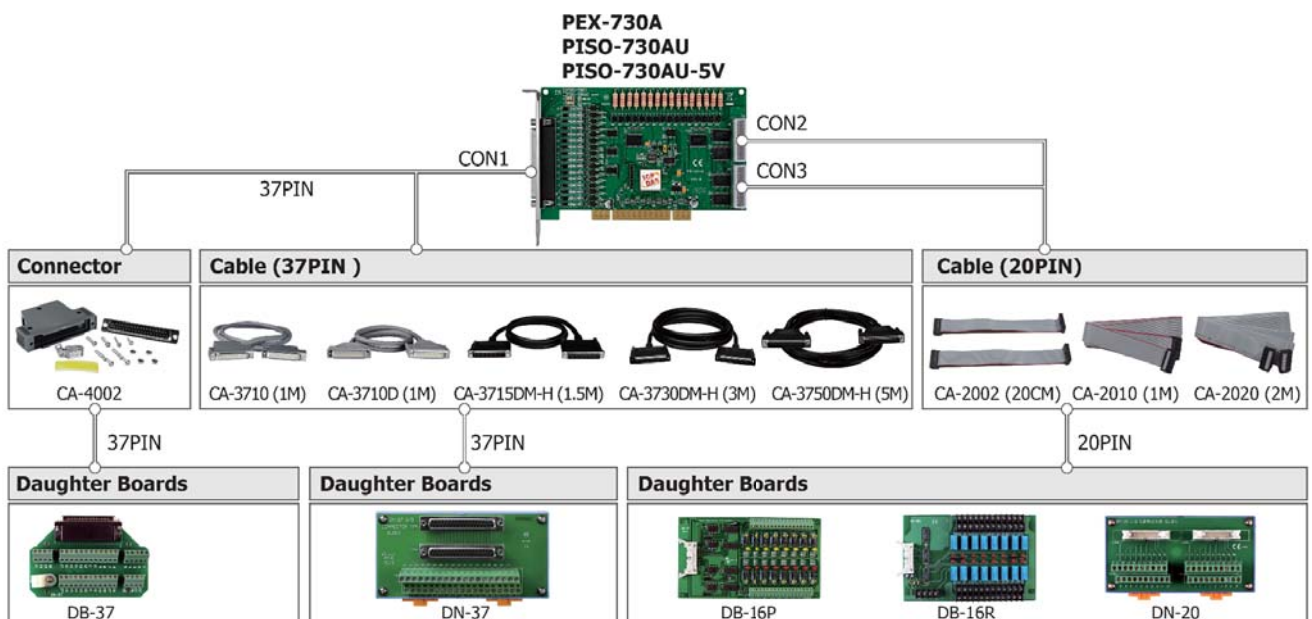 PEX-730A
PISO-730AU
PISO-730AU-5V
CON2
CON1
CON3
37PIN
Connector
Cable (37PIN )
Cable (20PIN)
CA-4002
CA-3710 (1M)
CA-3710D (1M)
CA-3715DM-H (1.5M)
CA-3730DM-H (3M)
CA-3750DM-H (5M)
CA-2002 (20CM)
CA-2010 (1M)
CA-2020 (2M)
37PIN
37PIN
20PIN
Daughter Boards
Daughter Boards
Daughter Boards
DB-37
DN-37
DB-16P
DB-16R
DN-20